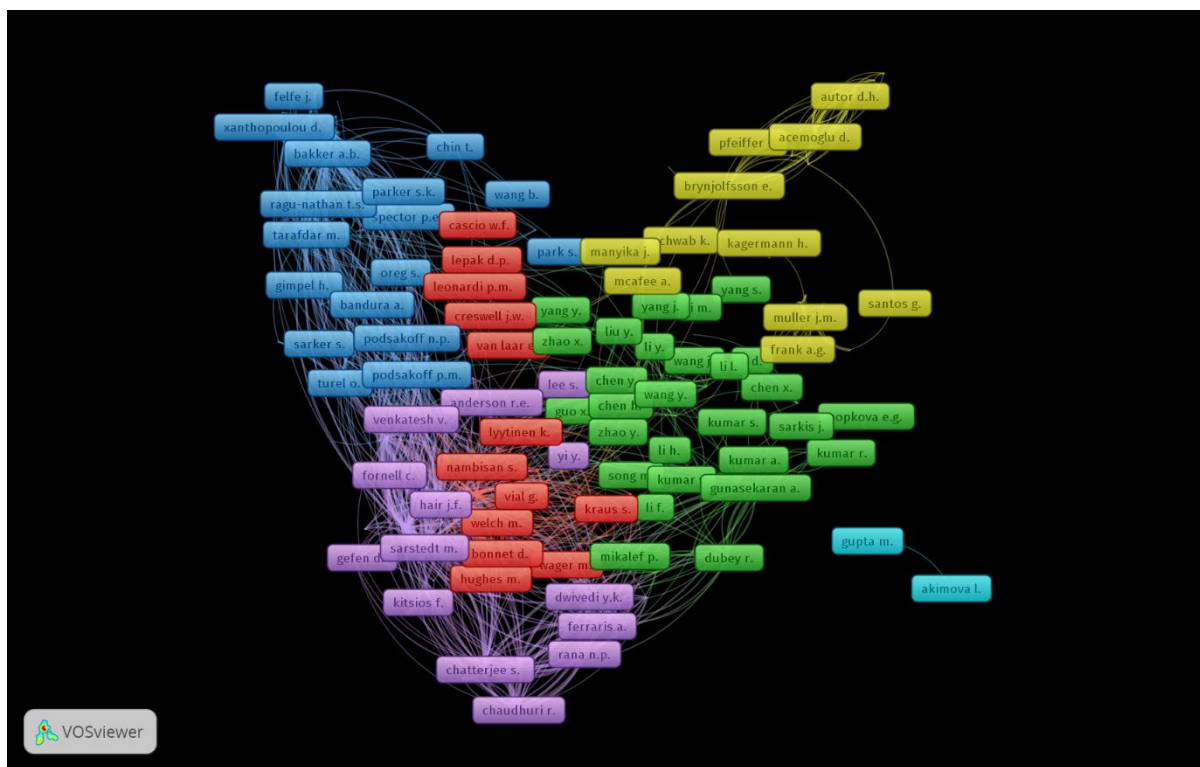 felfe j.
autor d.h.
xanthopoulou d.
acemoglu d.
pfeiffer
chin t.
bakker a.b.
brynjolfsson e.
parker s.k.
wang b.
ragu-nathan t.s.
spector p.e.
cascio w.f.
tarafdar m.
chwab k.
kagermann h.
park s.
manyika j.
lepak d.p.
oreg s.
mcafee a.
gimpel h.
leonardi p.m.
yang s.
bandura a.
santos g.
yang j.
i m.
yang y.
creswell j.w.
muller j.m.
liu y.
podsakoff n.p.
zhao x.
sarker s.
van laar e
li y.
frank a.g.
wang
d.
li l.
podsakoff p.m.
turel o.
chen y
lee s.
chen x.
wang y.
anderson r.e.
chen h.
guo x
venkatesh v.
opkova e.g.
kumar s.
sarkis j.
lyytinen k.
zhao y.
li h.
kumar r.
yi y.
kumar a.
nambisan s.
fornell c.
song m
kumar
gunasekaran a.
vial g.
hair j.f.
kraus s.
li f.
welch m.
gupta m.
sarstedt m.
bonnet d.
gefen d
mikalef p.
dubey r.
wager m.
hughes m.
akimova l.
dwivedi y.k.
kitsios f.
ferraris a.
rana n.p.
chatterjee s.
chaudhuri r.
VOSviewer